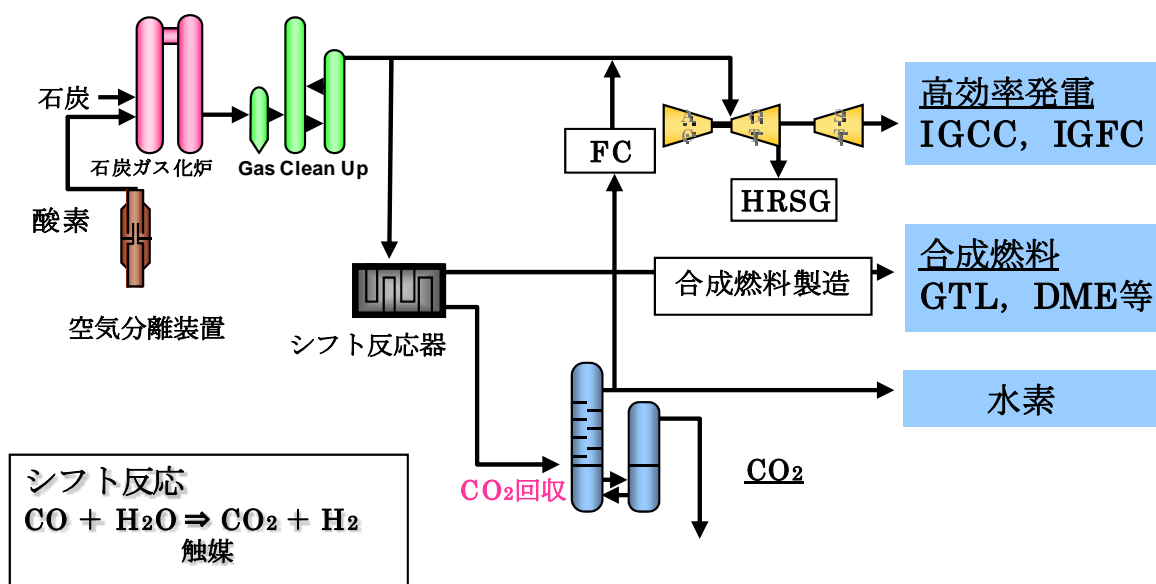 石炭
石炭ガス化炉
Gas Clean Up
酸素
空気分離装置
FC
A C
G T
S T
HRSG
高効率発電
IGCC, IGFC
シフト反応器
合成燃料製造
合成燃料
GTL, DME等
水素
CO₂回収
CO₂
シフト反応
CO + H₂O ⇒ CO₂ + H₂
触媒